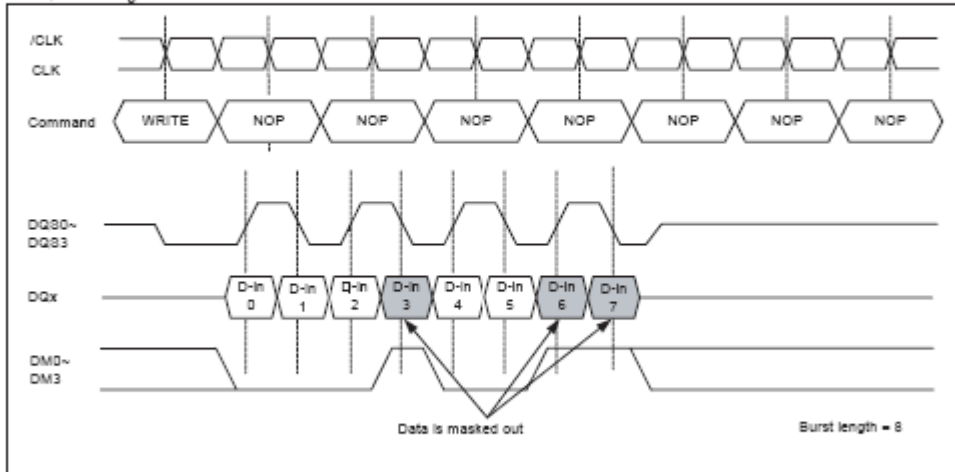 /CLK
CLK
Command WRITE NOP NOP NOP NOP NOP NOP NOP
DQS0~
DQS3
DQx
D-In 0 D-In 1 D-In 2 D-In 3 D-In 4 D-In 5 D-In 6 D-In 7
DM0~
DM3
Data is masked out
Burst length = 8